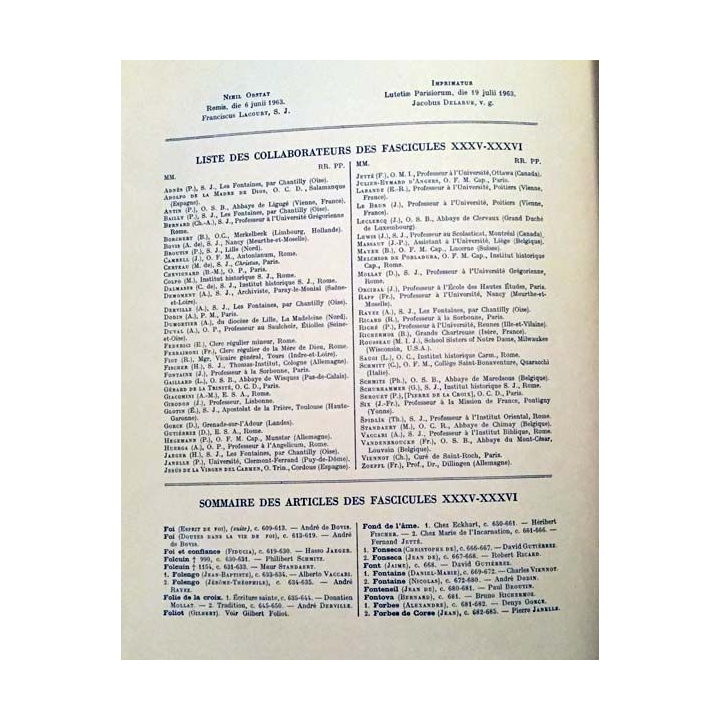 Nihil Obstat
Remis, die 6 junii 1963.
Franciscus Lacourt, S. J.
Imprimatur
Lutetiæ Parisiorum, die 19 julii 1963,
Jacobus Delarue, v. g.
LISTE DES COLLABORATEURS DES FASCICULES XXXV-XXXVI
MM. RR. PP.
Adnès (P.), S. J., Les Fontaines, par Chantilly (Oise).
Adolfo de la Madre de Dios, O. C. D., Salamanque
(Espagne).
Antin (P.), O. S. B., Abbaye de Ligugé (Vienne, France).
Bailly (P.), S. J., Les Fontaines, par Chantilly (Oise).
Bernard (Ch.-A.), S. J., Professeur à l'Université Grégorienne
Rome.
Borchert (B.), O.C., Merkelbeek (Limbourg, Hollande).
Bovis (A. de), S. J., Nancy (Meurthe-et-Moselle).
Broutin (P.), S. J., Lille (Nord).
Cambell (J.), O. F. M., Antonianum, Rome.
Certeau (M. de), S. J., Christus, Paris.
Chevignard (B.-M.), O. P., Paris.
Colpo (M.), Institut historique S. J., Rome.
Dalmases (C. de), S. J., Institut historique S. J., Rome.
Demoment (A.), S. J., Archiviste, Paray-le-Monial (Saône-
et-Loire).
Derville (A.), S. J., Les Fontaines, par Chantilly (Oise).
Dodin (A.), P. M., Paris.
Dumortier (A.), du diocèse de Lille, La Madeleine (Nord).
Duval (A.), O. P., Professeur au Saulchoir, Étiolles (Seine-
et-Oise).
Federici (E.), Clerc régulier mineur, Rome.
Ferraironi (Fr.), Clerc régulier de la Mère de Dieu, Rome.
Fiot (R.), Mgr, Vicaire général, Tours (Indre-et-Loire).
Fischer (H.), S. J., Thomas-Institut, Cologne (Allemagne).
Fontaine (J.), Professeur à la Sorbonne, Paris.
Gaillard (L.), O. S. B., Abbaye de Wisques (Pas-de-Calais).
Gérard de la Trinité, O. C. D., Paris.
Giacomini (A.-M.), E. S. A., Rome.
Girodon (J.), Professeur, Lisbonne.
Glotin (É.), S. J., Apostolat de la Prière, Toulouse (Haute-
Garonne).
Gorce (D.), Grenade-sur-l'Adour (Landes).
Gutiérrez (D.), E. S. A., Rome.
Hegemann (P.), O. F. M. Cap., Munster (Allemagne).
Huerga (A.), O. P., Professeur à l'Angelicum, Rome.
Jaeger (H.), S. J., Les Fontaines, par Chantilly (Oise).
Janelle (P.), Université, Clermont-Ferrand (Puy-de-Dôme).
Jesús de la Virgen del Carmen, O. Trin., Cordoue (Espagne).
MM. RR. PP.
Jetté (F.), O. M. I., Professeur à l'Université, Ottawa (Canada).
Julien-Eymard d'Angers, O. F. M. Cap., Paris.
Labande (E.-R.), Professeur à l'Université, Poitiers (Vienne,
France).
Le Brun (J.), Professeur à l'Université, Poitiers (Vienne,
France).
Leclercq (J.), O. S. B., Abbaye de Clervaux (Grand Duché
de Luxembourg).
Lewis (J.), S. J., Professeur au Scolasticat, Montréal (Canada).
Massaut (J.-P.), Assistant à l'Université, Liège (Belgique).
Mayer (B.), O. F. M. Cap., Lucerne (Suisse).
Melchior de Pobladura, O. F. M. Cap., Institut historique
Cap., Rome.
Mollat (D.), S. J., Professeur à l'Université Grégorienne,
Rome.
Orcibal (J.), Professeur à l'École des Hautes Études, Paris.
Rapp (Fr.), Professeur à l'Université, Nancy (Meurthe-et-
Moselle).
Rayez (A.), S. J., Les Fontaines, par Chantilly (Oise).
Ricard (R.), Professeur à la Sorbonne, Paris.
Riché (P.), Professeur à l'Université, Rennes (Ille-et-Vilaine).
Richermoz (B.), Grande Chartreuse (Isère, France).
Rousseau (M. I. J.), School Sisters of Notre Dame, Milwaukee
(Wisconsin, U.S.A.).
Saggi (L.), O. C., Institut historique Carm., Rome.
Schmitt (C.), O. F. M., Collège Saint-Bonaventure, Quaracchi
(Italie).
Schmitz (Ph.), O. S. B., Abbaye de Maredsous (Belgique).
Schurhammer (G.), S. J., Institut historique S. J., Rome.
Serouet (P.), [Pierre de la Croix], O. C. D., Paris.
Six (J.-Fr.), Professeur à la Mission de France, Pontigny
(Yonne).
Špidlík (Th.), S. J., Professeur à l'Institut Oriental, Rome.
Standaert (M.), O. C. R., Abbaye de Chimay (Belgique).
Vaccari (A.), S. J., Professeur à l'Institut Biblique, Rome.
Vandenbroucke (Fr.), O. S. B., Abbaye du Mont-César,
Louvain (Belgique).
Viennot (Ch.), Curé de Saint-Roch, Paris.
Zoepfl (Fr.), Prof., Dr., Dillingen (Allemagne).
SOMMAIRE DES ARTICLES DES FASCICULES XXXV-XXXVI
Foi (Esprit de foi), (suite), c. 609-613. — André de Bovis.
Foi (Doutes dans la vie de foi), c. 613-619. — André
de Bovis.
Foi et confiance (Fiducia), c. 619-630. — Hasso Jaeger.
Folcuin † 990, c. 630-631. — Philibert Schmitz.
Folcuin † 1154, c. 631-633. — Maur Standaert.
1. Folengo (Jean-Baptiste), c. 633-634. — Alberto Vaccari.
2. Folengo (Jérôme-Théophile), c. 634-635. — André
Rayez.
Folie de la croix. 1. Écriture sainte, c. 635-644. — Donatien
Mollat. — 2. Tradition, c. 645-650. — André Derville.
Foliot (Gilbert). Voir Gilbert Foliot.
Fond de l'âme. 1. Chez Eckhart, c. 650-661. — Héribert
Fischer. — 2. Chez Marie de l'Incarnation, c. 661-666. —
Fernand Jetté.
1. Fonseca (Christophe de), c. 666-667. — David Gutiérrez.
2. Fonseca (Jean de), c. 667-668. — Robert Ricard.
Font (Jaime), c. 668. — David Gutiérrez.
1. Fontaine (Daniel-Marie), c. 669-672. — Charles Viennot.
2. Fontaine (Nicolas), c. 672-680. — André Dodin.
Fonteneil (Jean de), c. 680-681. — Paul Broutin.
Fontova (Bernard), c. 681. — Bruno Richermoz.
1. Forbes (Alexandre), c. 681-682. — Denys Gorce.
2. Forbes de Corse (Jean), c. 682-685. — Pierre Janelle.